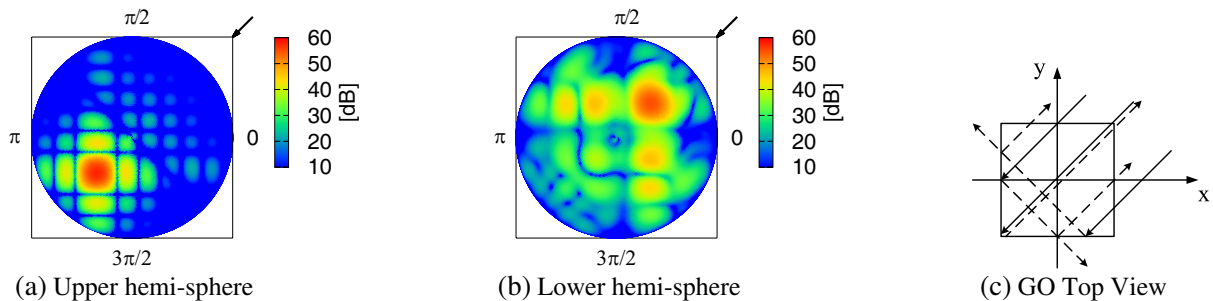 π/2
π
0
3π/2
60
50
40
30
20
10
[dB]
(a) Upper hemi-sphere
π/2
π
0
3π/2
60
50
40
30
20
10
[dB]
(b) Lower hemi-sphere
y
x
(c) GO Top View